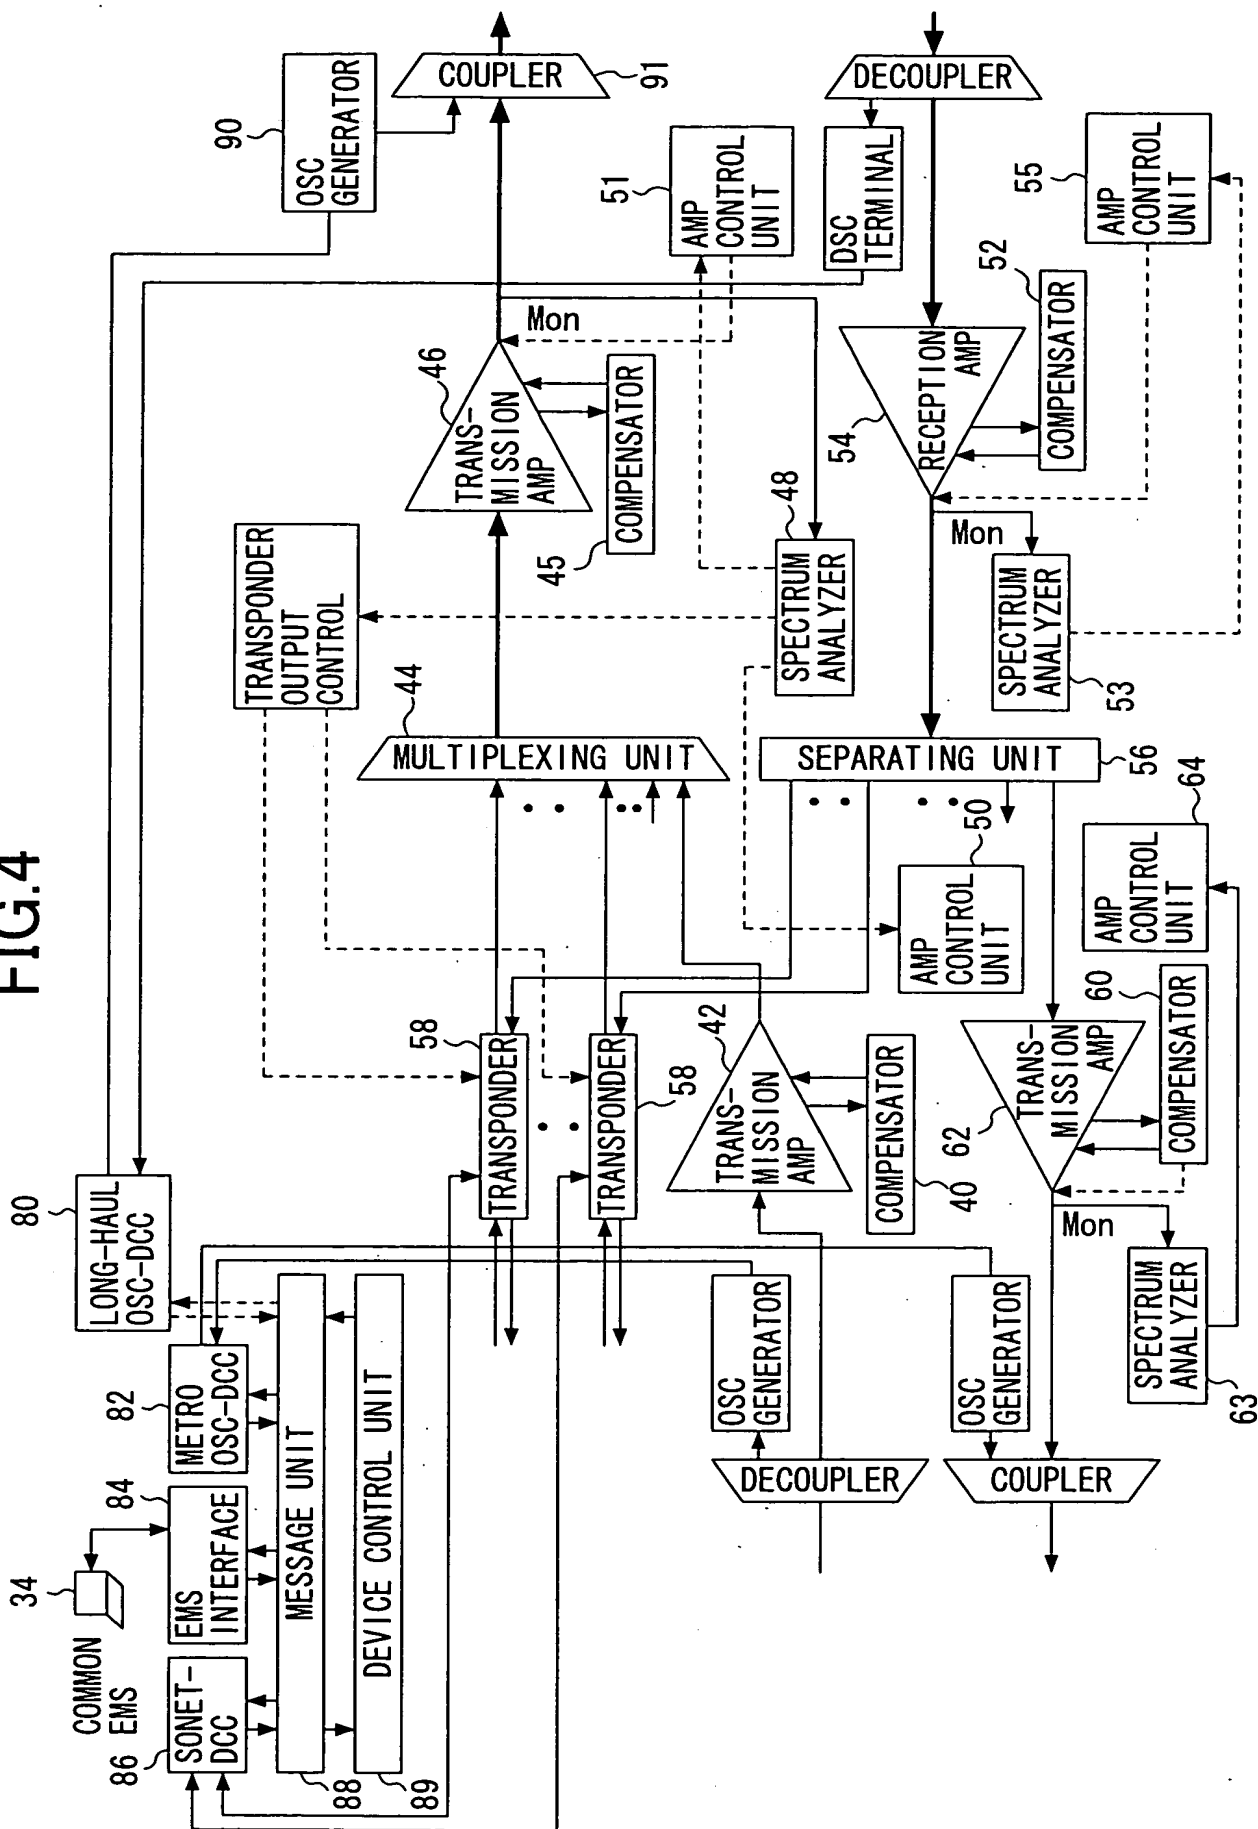 FIG.4
COMMON
EMS
34
86
SONET-
DCC
84
EMS
INTERFACE
82
METRO
OSC-DCC
80
LONG-HAUL
OSC-DCC
MESSAGE UNIT
88
DEVICE CONTROL UNIT
89
TRANSPONDER
OUTPUT
CONTROL
90
OSC
GENERATOR
COUPLER
91
58
TRANSPONDER
TRANSPONDER
58
44
MULTIPLEXING UNIT
46
TRANS-
MISSION
AMP
Mon
45
COMPENSATOR
51
AMP
CONTROL
UNIT
48
SPECTRUM
ANALYZER
DECOUPLER
OSC
GENERATOR
42
TRANS-
MISSION
AMP
COMPENSATOR
40
50
AMP
CONTROL
UNIT
DECOUPLER
DSC
TERMINAL
54
RECEPTION
AMP
52
COMPENSATOR
55
AMP
CONTROL
UNIT
Mon
SPECTRUM
ANALYZER
53
SEPARATING UNIT
56
64
AMP
CONTROL
UNIT
60
COMPENSATOR
62
TRANS-
MISSION
AMP
Mon
SPECTRUM
ANALYZER
63
OSC
GENERATOR
COUPLER